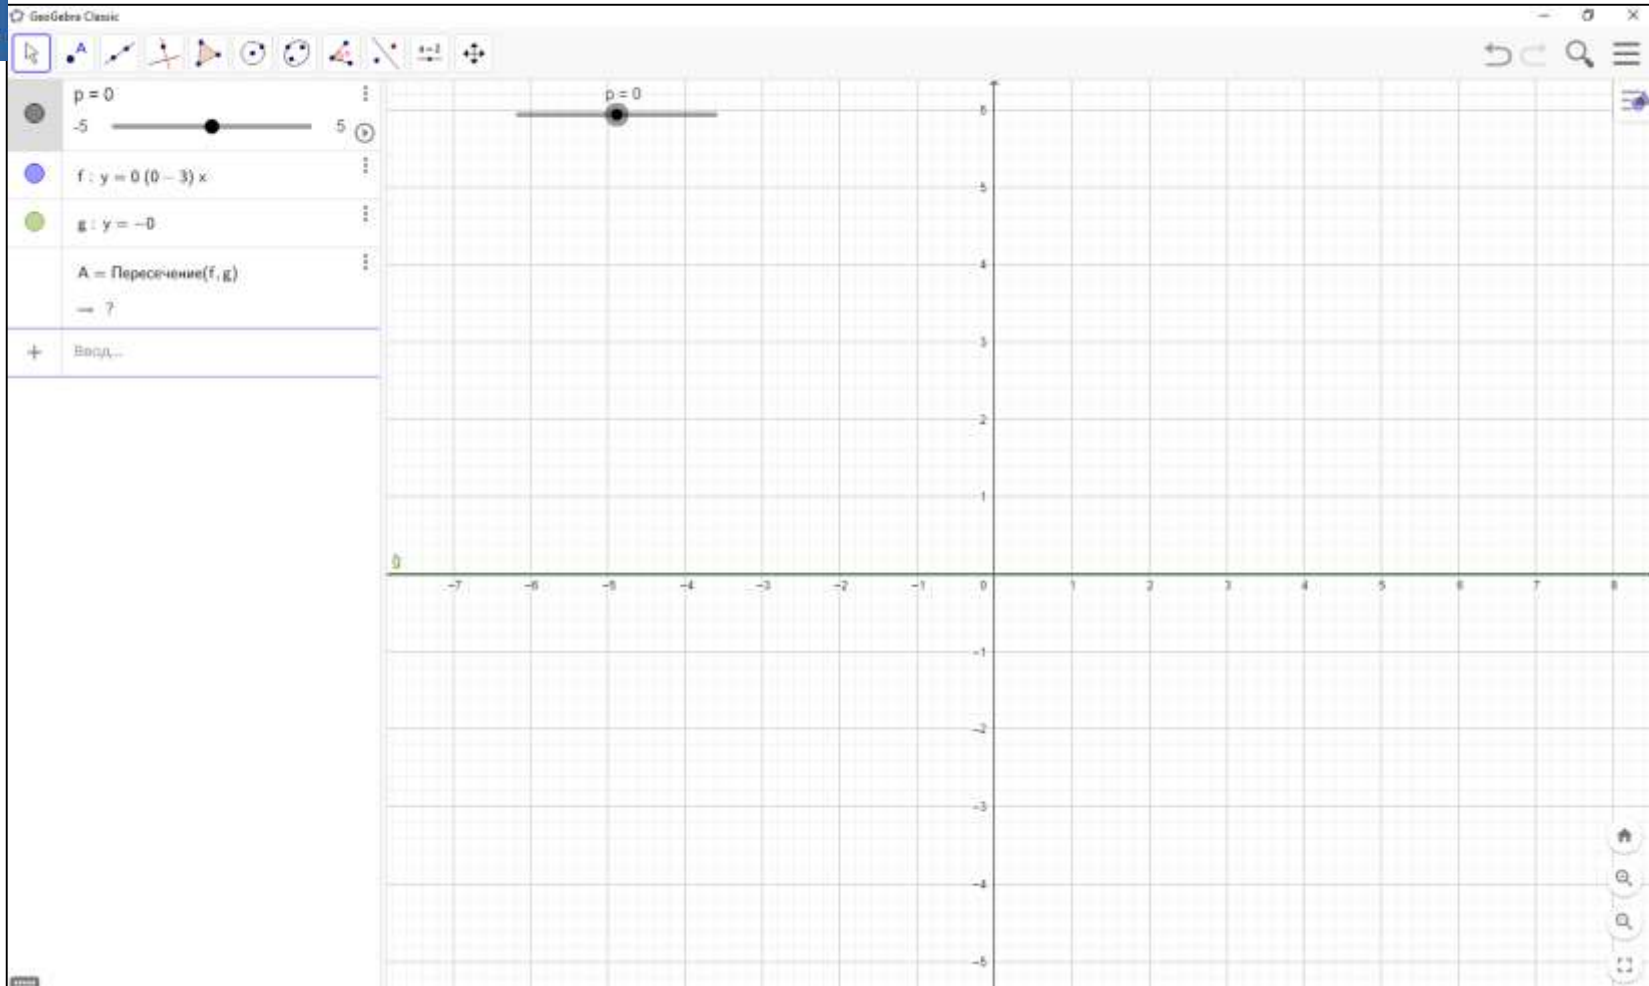 GeoGebra Classic
A
a=2
p = 0
-5 5
f : y = 0 (0 − 3) x
g : y = −0
A = Пересечение(f, g)
→ ?
+ Ввод...
p = 0
6
5
4
3
2
1
g
-7 -6 -5 -4 -3 -2 -1 0 1 2 3 4 5 6 7 8
-1
-2
-3
-4
-5